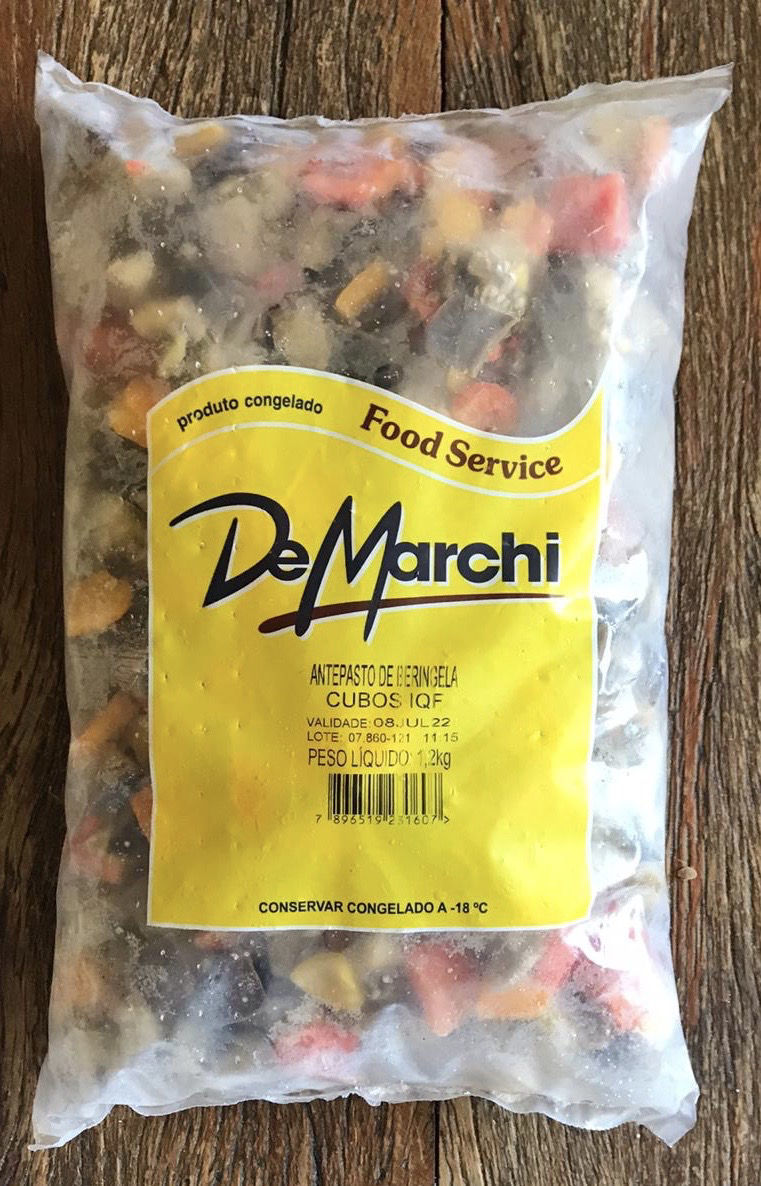 produto congelado
Food Service
DeMarchi
ANTEPASTO DE BERINGELA
CUBOS IQF
VALIDADE: 08JUL22
LOTE: 07.860-121 11:15
PESO LÍQUIDO: 1,2kg
7 896519 231607 >
CONSERVAR CONGELADO A -18 ºC